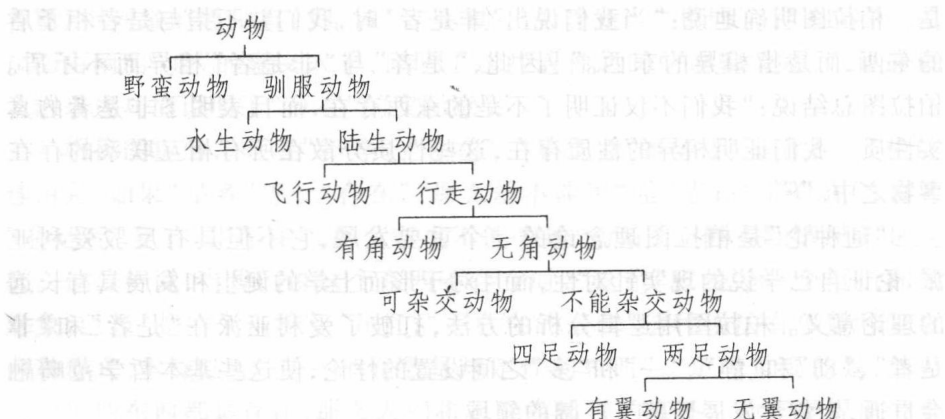 动物
野蛮动物 驯服动物
水生动物 陆生动物
飞行动物 行走动物
有角动物 无角动物
可杂交动物 不能杂交动物
四足动物 两足动物
有翼动物 无翼动物